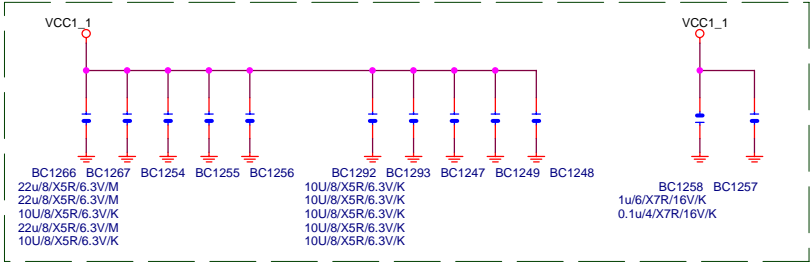 VCC1_1
VCC1_1
BC1266 BC1267 BC1254 BC1255 BC1256
22u/8/X5R/6.3V/M
22u/8/X5R/6.3V/M
10U/8/X5R/6.3V/K
22u/8/X5R/6.3V/M
10U/8/X5R/6.3V/K
BC1292 BC1293 BC1247 BC1249 BC1248
10U/8/X5R/6.3V/K
10U/8/X5R/6.3V/K
10U/8/X5R/6.3V/K
10U/8/X5R/6.3V/K
10U/8/X5R/6.3V/K
BC1258 BC1257
1u/6/X7R/16V/K
0.1u/4/X7R/16V/K